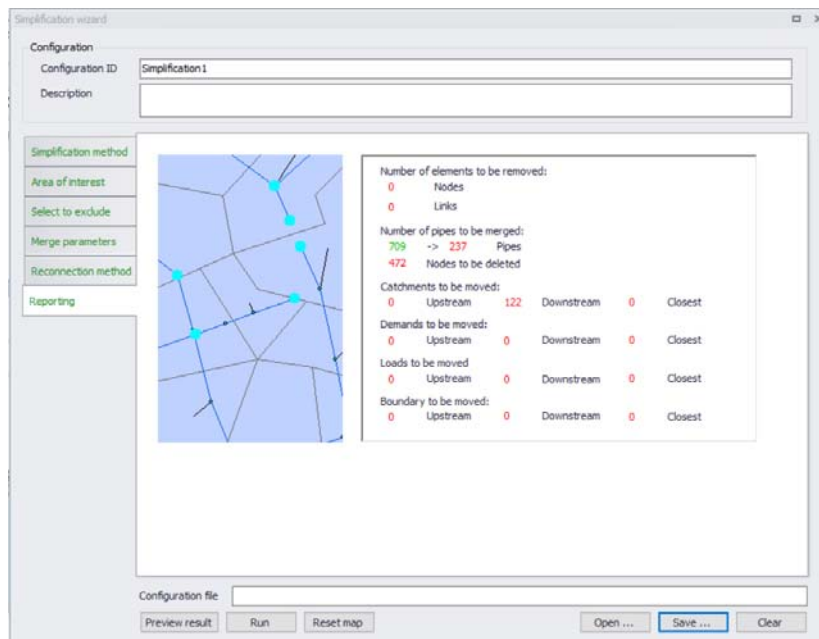 Simplification wizard
Configuration
Configuration ID Simplification1
Description
Simplification method
Area of interest
Select to exclude
Merge parameters
Reconnection method
Reporting
Number of elements to be removed:
0 Nodes
0 Links
Number of pipes to be merged:
709 -> 237 Pipes
472 Nodes to be deleted
Catchments to be moved:
0 Upstream 122 Downstream 0 Closest
Demands to be moved:
0 Upstream 0 Downstream 0 Closest
Loads to be moved
0 Upstream 0 Downstream 0 Closest
Boundary to be moved:
0 Upstream 0 Downstream 0 Closest
Configuration file
Preview result Run Reset map Open ... Save ... Clear